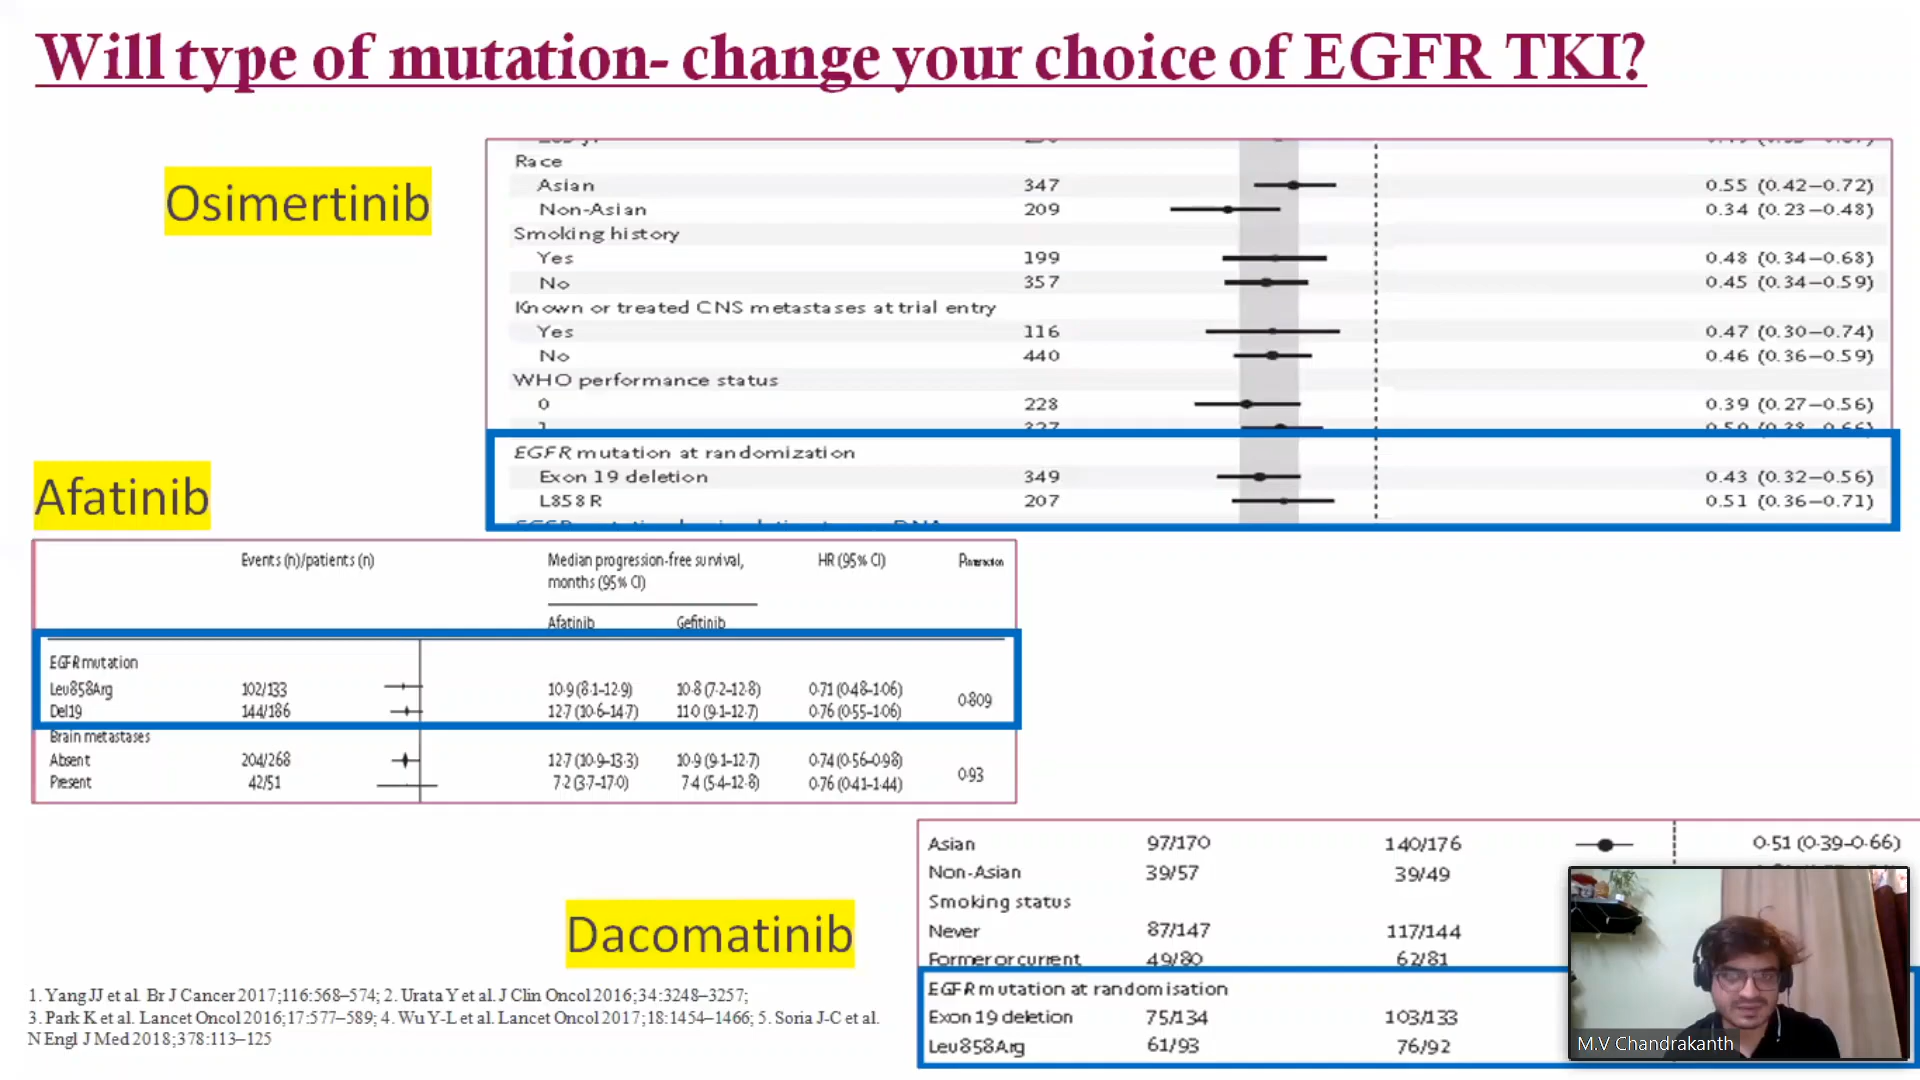 Will type of mutation- change your choice of EGFR TKI?
Osimertinib
Race
Asian 347 0.55 (0.42–0.72)
Non-Asian 209 0.34 (0.23–0.48)
Smoking history
Yes 199 0.48 (0.34–0.68)
No 357 0.45 (0.34–0.59)
Known or treated CNS metastases at trial entry
Yes 116 0.47 (0.30–0.74)
No 440 0.46 (0.36–0.59)
WHO performance status
0 228 0.39 (0.27–0.56)
1 327
EGFR mutation at randomization
Exon 19 deletion 349 0.43 (0.32–0.56)
L858R 207 0.51 (0.36–0.71)
Afatinib
Events (n)/patients (n) Median progression-free survival, HR (95% CI)
months (95% CI)
Afatinib Gefitinib
EGFR mutation
Leu858Arg 102/133 10·9 (8·1–12·9) 10·8 (7·2–12·8) 0·71 (0·48–1·06)
0·809
Del19 144/186 12·7 (10·6–14·7) 11·0 (9·1–12·7) 0·76 (0·55–1·06)
Brain metastases
Absent 204/268 12·7 (10·9–13·3) 10·9 (9·1–12·7) 0·74 (0·56–0·98)
0·93
Present 42/51 7·2 (3·7–17·0) 7·4 (5·4–12·8) 0·76 (0·41–1·44)
Dacomatinib
Asian 97/170 140/176 0·51 (0·39–0·66)
Non-Asian 39/57 39/49
Smoking status
Never 87/147 117/144
Former or current 49/80 62/81
EGFR mutation at randomisation
Exon 19 deletion 75/134 103/133
Leu858Arg 61/93 76/92
1. Yang JJ et al. Br J Cancer 2017;116:568–574; 2. Urata Y et al. J Clin Oncol 2016;34:3248–3257;
3. Park K et al. Lancet Oncol 2016;17:577–589; 4. Wu Y-L et al. Lancet Oncol 2017;18:1454–1466; 5. Soria J-C et al.
N Engl J Med 2018;378:113–125
M.V Chandrakanth